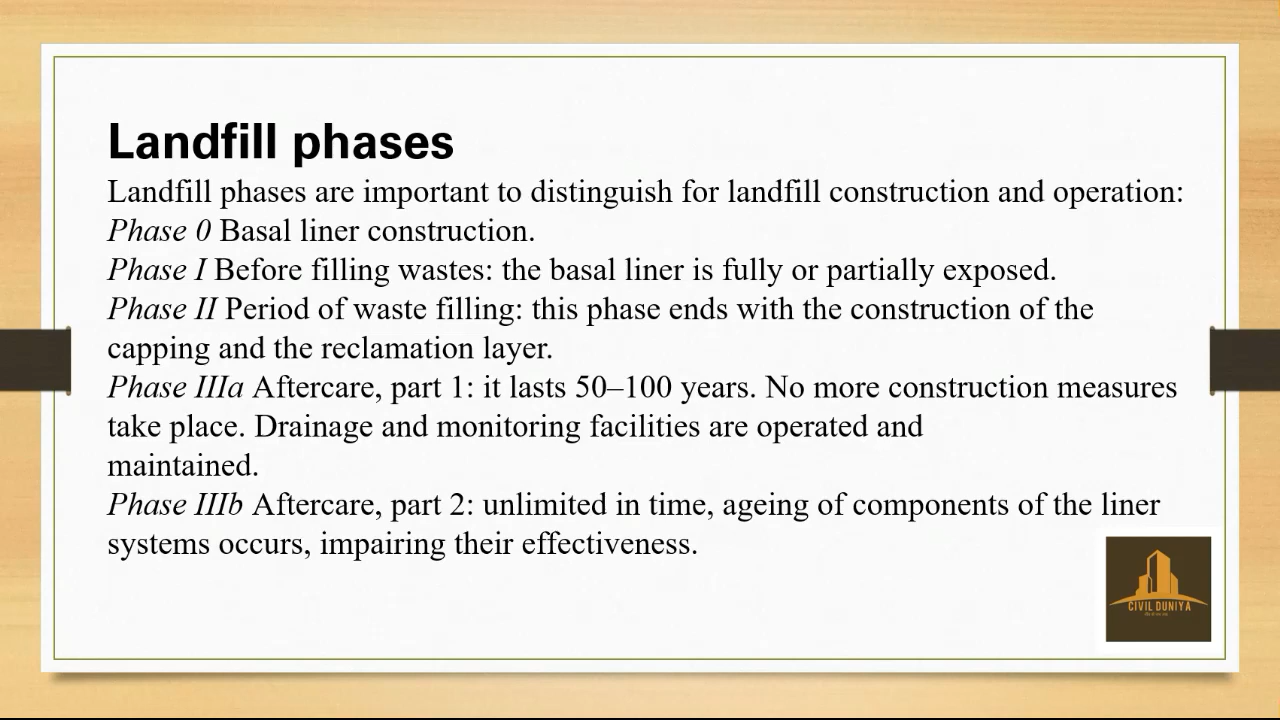 Landfill phases
Landfill phases are important to distinguish for landfill construction and operation:
Phase 0 Basal liner construction.
Phase I Before filling wastes: the basal liner is fully or partially exposed.
Phase II Period of waste filling: this phase ends with the construction of the
capping and the reclamation layer.
Phase IIIa Aftercare, part 1: it lasts 50–100 years. No more construction measures
take place. Drainage and monitoring facilities are operated and
maintained.
Phase IIIb Aftercare, part 2: unlimited in time, ageing of components of the liner
systems occurs, impairing their effectiveness.
CIVIL DUNIYA